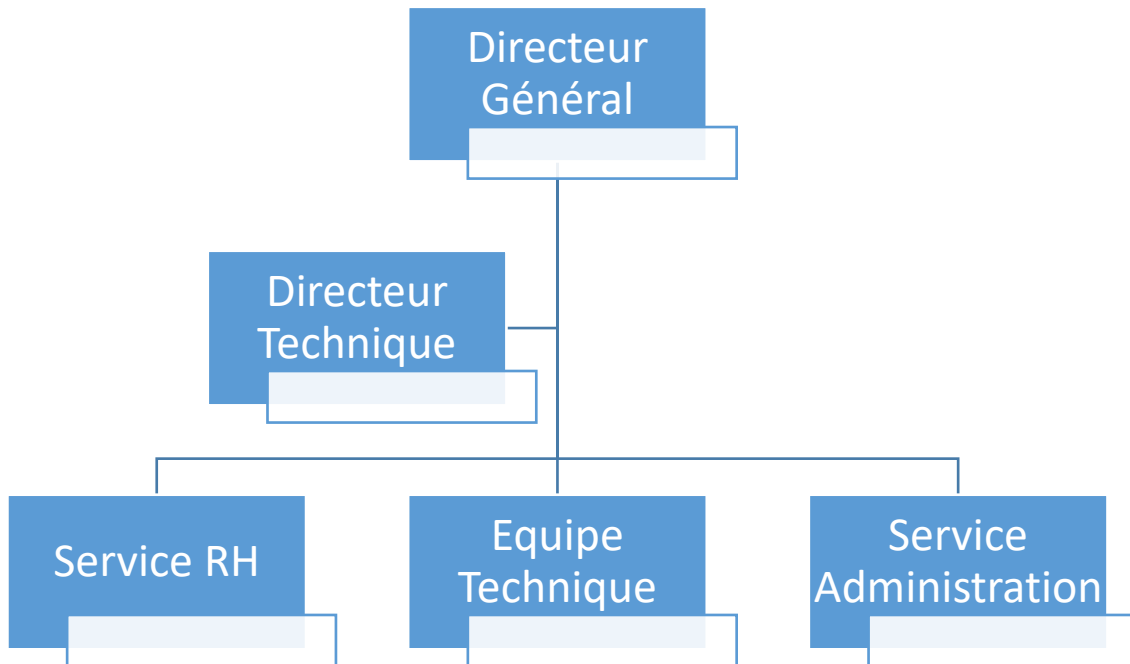 Directeur
Général
Directeur
Technique
Service RH
Equipe
Technique
Service
Administration